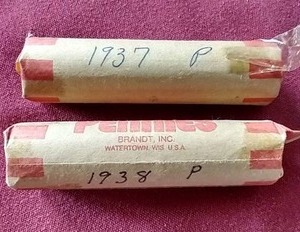 1937 P
Pennies
BRANDT, INC.
WATERTOWN, WIS. U.S.A.
1938 P